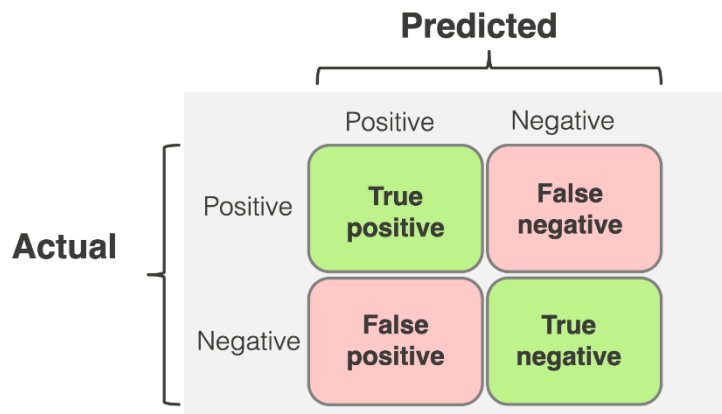 Predicted
Positive
Negative
Actual
Positive
True
positive
False
negative
Negative
False
positive
True
negative